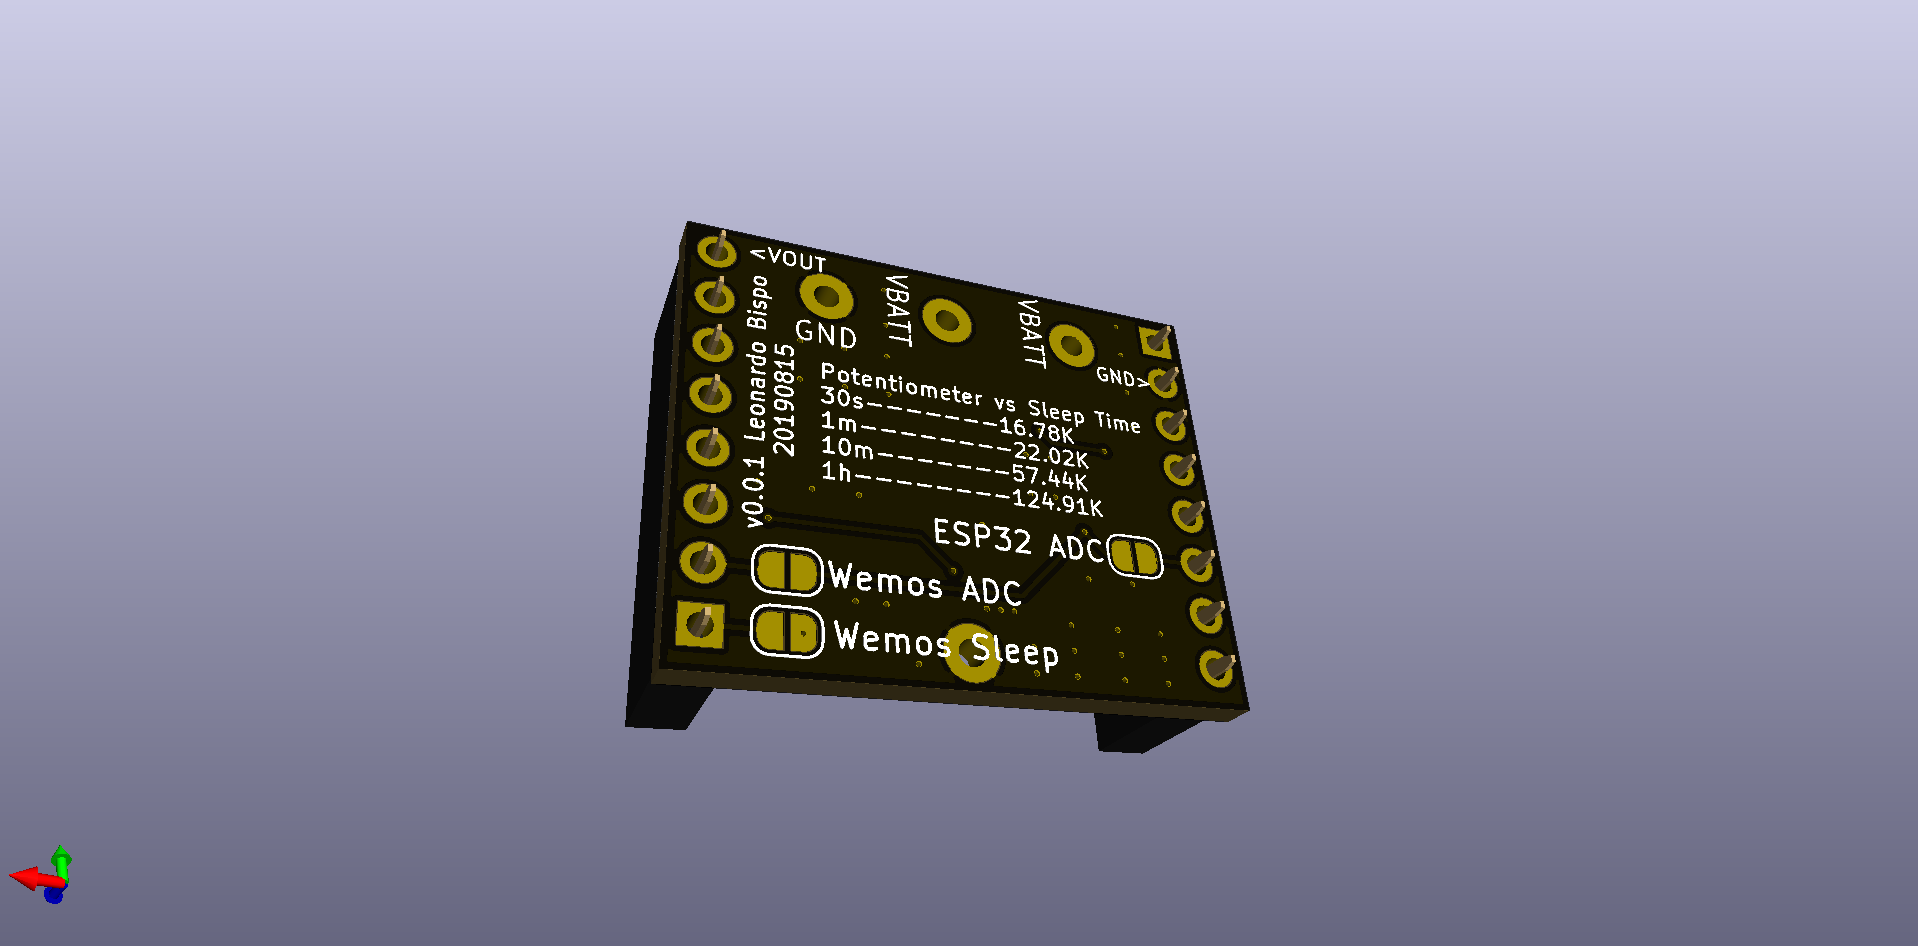 <VOUT
GND
VBATT
VBATT
GND>
v0.0.1 Leonardo Bispo
20190815
Potentiometer vs Sleep Time
30s-------16.78K
1m--------22.02K
10m-------57.44K
1h--------124.91K
ESP32 ADC
Wemos ADC
Wemos Sleep